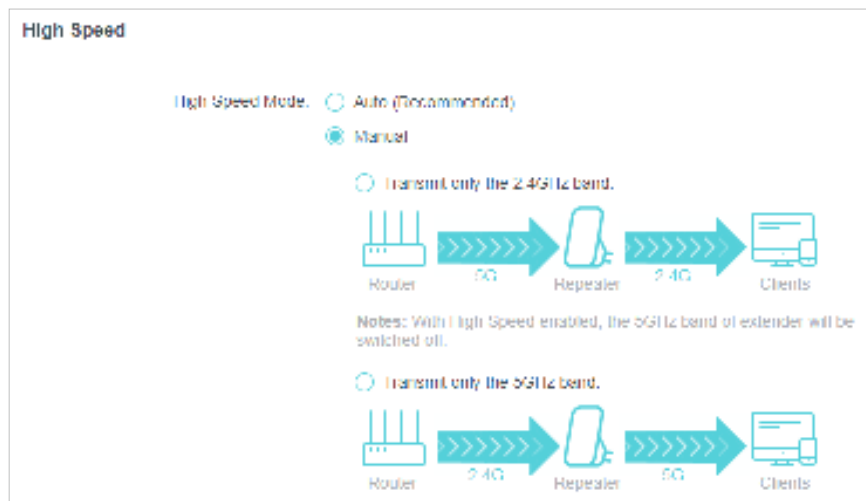 High Speed
High Speed Mode: Auto (Recommended)
Manual
Transmit only the 2.4GHz band.
5G 2.4G
Router Repeater Clients
Notes: With High Speed enabled, the 5GHz band of extender will be
switched off.
Transmit only the 5GHz band.
2.4G 5G
Router Repeater Clients